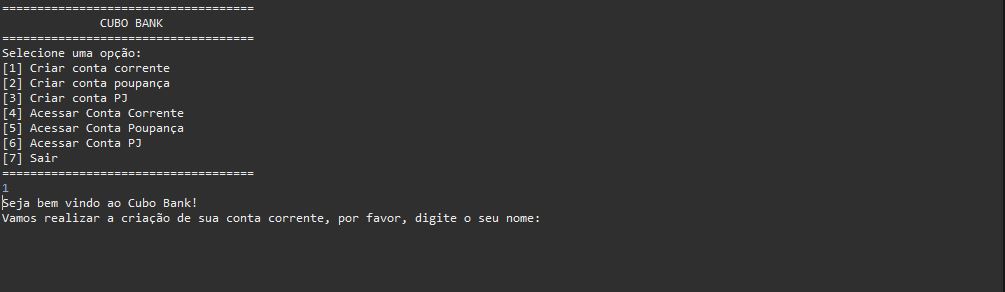 ====================================
CUBO BANK
====================================
Selecione uma opção:
[1] Criar conta corrente
[2] Criar conta poupança
[3] Criar conta PJ
[4] Acessar Conta Corrente
[5] Acessar Conta Poupança
[6] Acessar Conta PJ
[7] Sair
====================================
1
Seja bem vindo ao Cubo Bank!
Vamos realizar a criação de sua conta corrente, por favor, digite o seu nome: